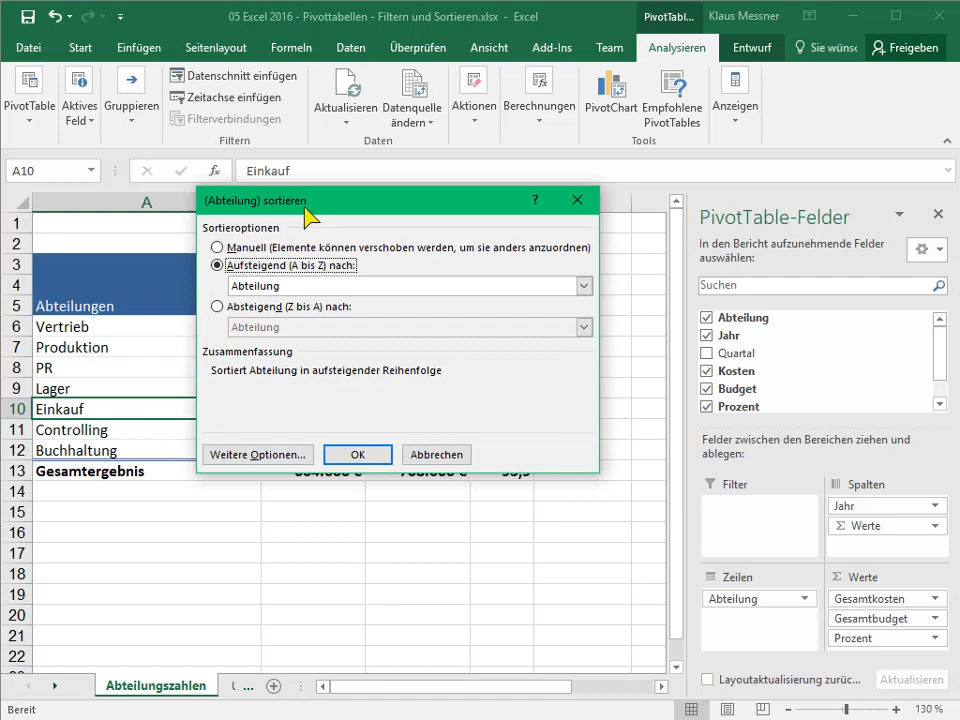 05 Excel 2016 - Pivottabellen - Filtern und Sortieren.xlsx - Excel
PivotTabl...
Klaus Messner
Datei Start Einfügen Seitenlayout Formeln Daten Überprüfen Ansicht Add-Ins Team Analysieren Entwurf Sie wüns Freigeben
PivotTable
Aktives
Feld
Gruppieren
Datenschnitt einfügen
Zeitachse einfügen
Filterverbindungen
Filtern
Aktualisieren
Datenquelle
ändern
Daten
Aktionen
Berechnungen
PivotChart
Empfohlene
PivotTables
Tools
Anzeigen
A10
fx
Einkauf
A
1
2
3
4
5 Abteilungen
6 Vertrieb
7 Produktion
8 PR
9 Lager
10 Einkauf
11 Controlling
12 Buchhaltung
13 Gesamtergebnis
14
15
16
17
18
19
20
21
22
(Abteilung) sortieren
?
Sortieroptionen
Manuell (Elemente können verschoben werden, um sie anders anzuordnen)
Aufsteigend (A bis Z) nach:
Abteilung
Absteigend (Z bis A) nach:
Abteilung
Zusammenfassung
Sortiert Abteilung in aufsteigender Reihenfolge
Weitere Optionen... OK Abbrechen
PivotTable-Felder
In den Bericht aufzunehmende Felder
auswählen:
Suchen
Abteilung
Jahr
Quartal
Kosten
Budget
Prozent
Felder zwischen den Bereichen ziehen und
ablegen:
Filter
Spalten
Jahr
Σ Werte
Zeilen
Abteilung
Σ Werte
Gesamtkosten
Gesamtbudget
Prozent
Layoutaktualisierung zurüc...
Aktualisieren
Abteilungszahlen
...
Bereit
130 %